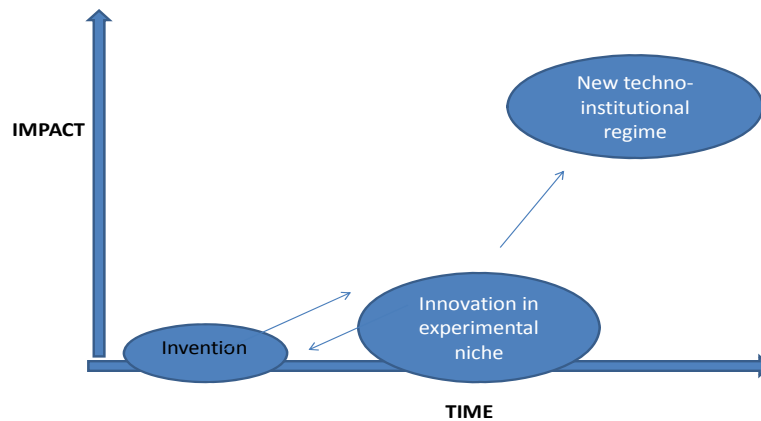 New techno-
institutional
regime
IMPACT
Innovation in
experimental
niche
Invention
TIME